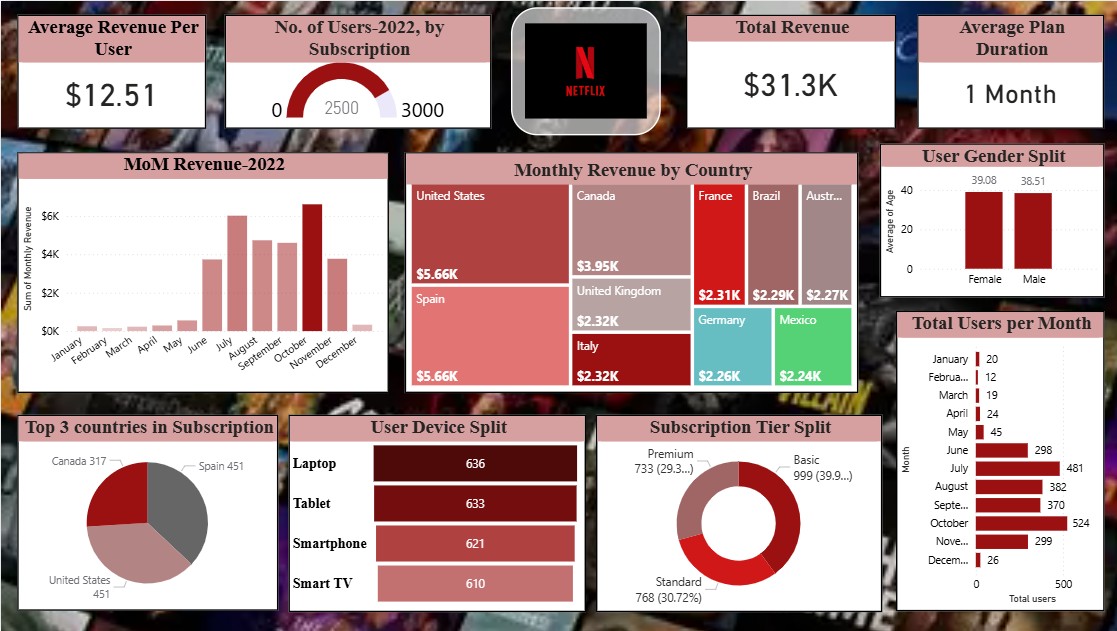 Average Revenue Per
User
$12.51
No. of Users-2022, by
Subscription
0
2500
3000
N
NETFLIX
Total Revenue
$31.3K
Average Plan
Duration
1 Month
MoM Revenue-2022
Sum of Monthly Revenue
$6K
$4K
$2K
$0K
January
February
March
April
May
June
July
August
September
October
November
December
Monthly Revenue by Country
United States
$5.66K
Spain
$5.66K
Canada
$3.95K
United Kingdom
$2.32K
Italy
$2.32K
France
$2.31K
Brazil
$2.29K
Austr...
$2.27K
Germany
$2.26K
Mexico
$2.24K
User Gender Split
Average of Age
40
20
0
39.08
38.51
Female
Male
Top 3 countries in Subscription
Canada 317
Spain 451
United States
451
User Device Split
Laptop
636
Tablet
633
Smartphone
621
Smart TV
610
Subscription Tier Split
Premium
733 (29.3...)
Basic
999 (39.9...)
Standard
768 (30.72%)
Total Users per Month
Month
January 20
Februa... 12
March 19
April 24
May 45
June 298
July 481
August 382
Septe... 370
October 524
Nove... 299
Decem... 26
0
500
Total users
VILLAIN